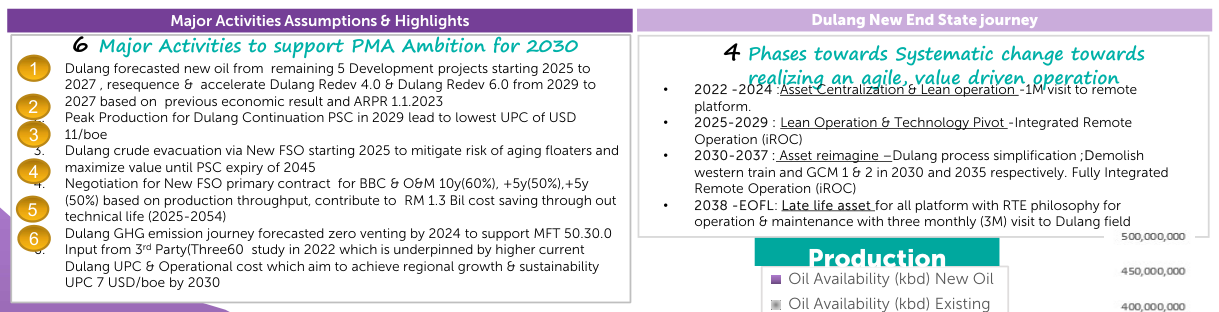 Major Activities Assumptions & Highlights
6 Major Activities to support PMA Ambition for 2030
1
Dulang forecasted new oil from remaining 5 Development projects starting 2025 to
2027 , resequence & accelerate Dulang Redev 4.0 & Dulang Redev 6.0 from 2029 to
2
2027 based on previous economic result and ARPR 1.1.2023
Peak Production for Dulang Continuation PSC in 2029 lead to lowest UPC of USD
3
11/boe
3. Dulang crude evacuation via New FSO starting 2025 to mitigate risk of aging floaters and
4
maximize value until PSC expiry of 2045
4. Negotiation for New FSO primary contract for BBC & O&M 10y(60%), +5y(50%),+5y
(50%) based on production throughput, contribute to RM 1.3 Bil cost saving through out
5
technical life (2025-2054)
Dulang GHG emission journey forecasted zero venting by 2024 to support MFT 50.30.0
6
Input from 3rd Party(Three60 study in 2022 which is underpinned by higher current
Dulang UPC & Operational cost which aim to achieve regional growth & sustainability
UPC 7 USD/boe by 2030
Dulang New End State journey
4 Phases towards Systematic change towards
realizing an agile, value driven operation
• 2022 -2024 :Asset Centralization & Lean operation -1M visit to remote
platform.
• 2025-2029 : Lean Operation & Technology Pivot -Integrated Remote
Operation (iROC)
• 2030-2037 : Asset reimagine –Dulang process simplification ;Demolish
western train and GCM 1 & 2 in 2030 and 2035 respectively. Fully Integrated
Remote Operation (iROC)
• 2038 -EOFL: Late life asset for all platform with RTE philosophy for
operation & maintenance with three monthly (3M) visit to Dulang field
Production
Oil Availability (kbd) New Oil
Oil Availability (kbd) Existing
500,000,000
450,000,000
400,000,000